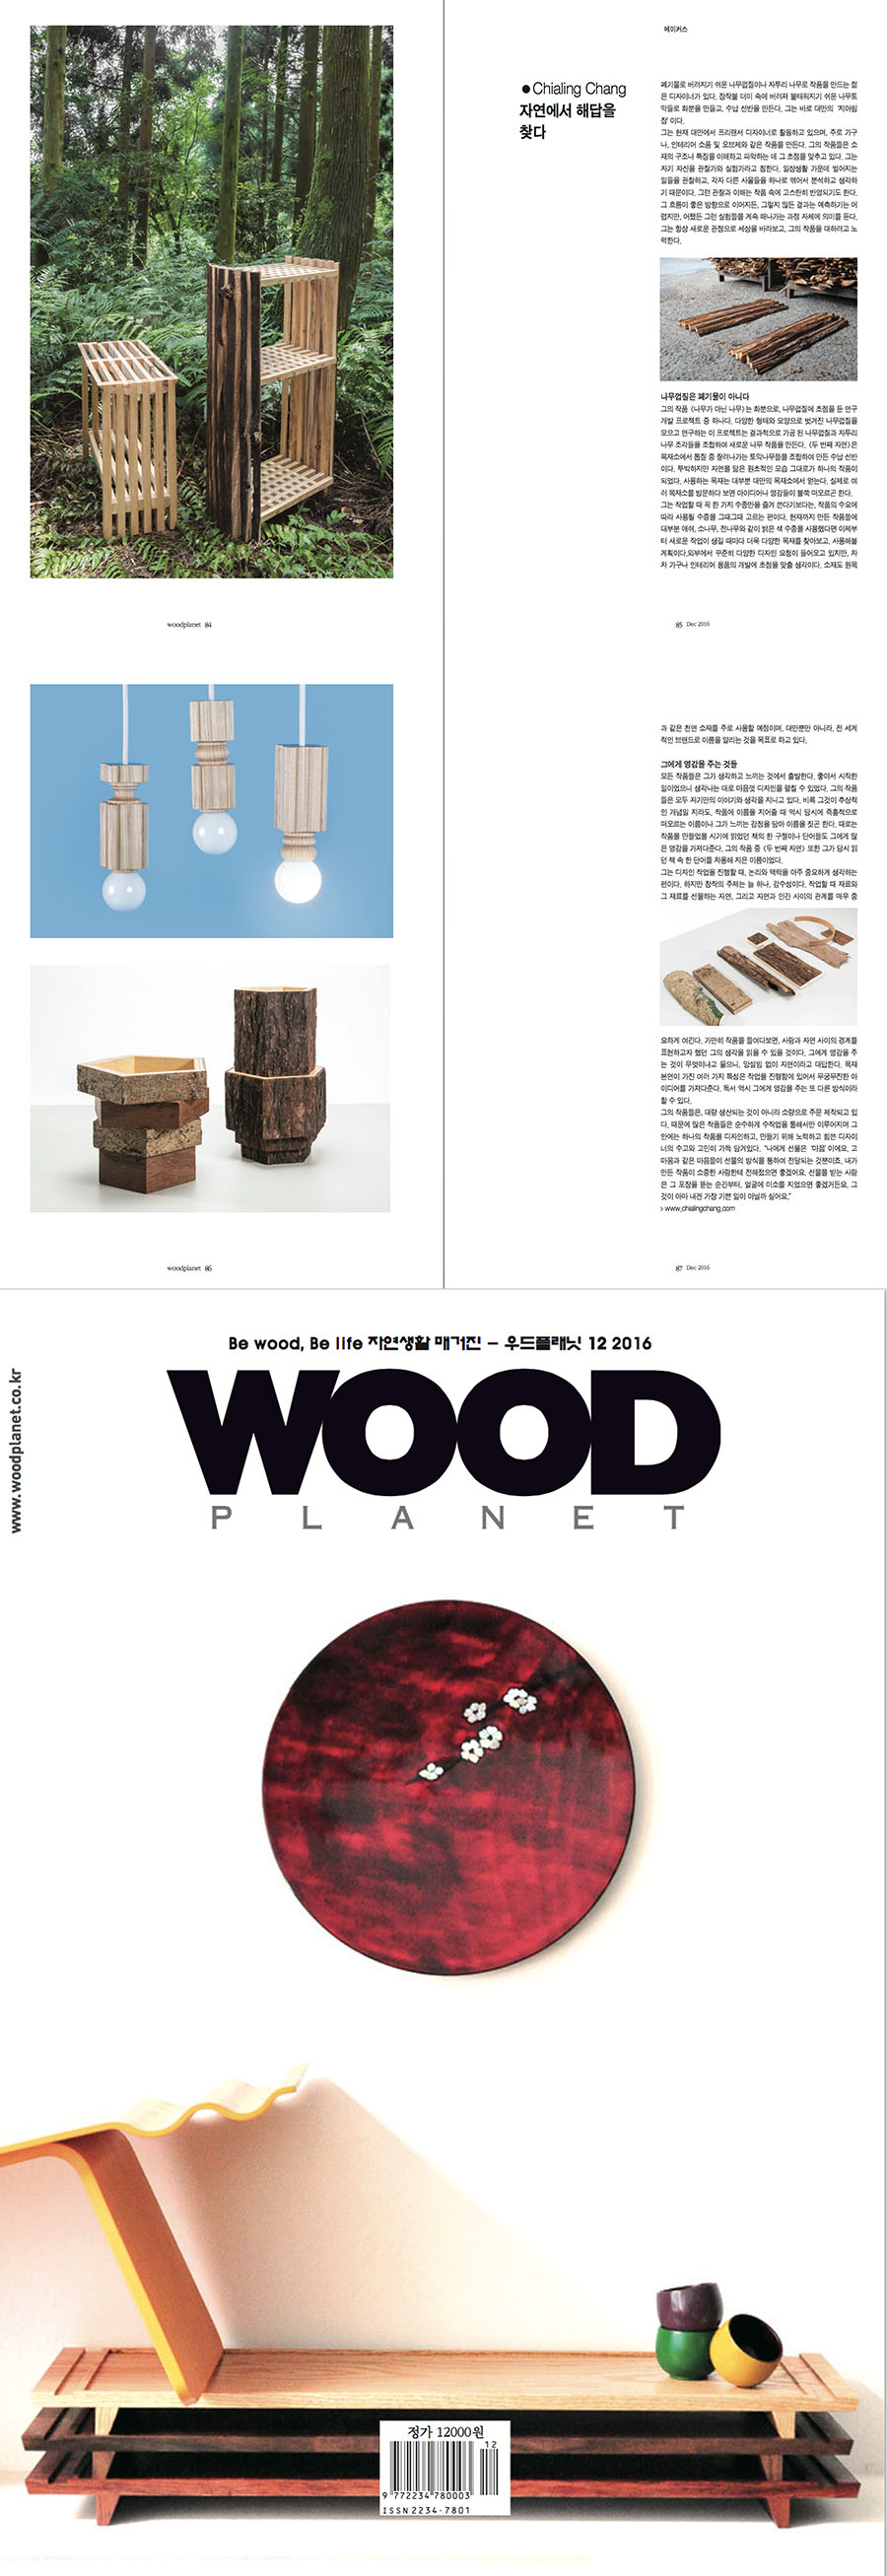 메이커스
●Chialing Chang
자연에서 해답을
찾다
폐기물로 버려지기 쉬운 나무껍질이나 자투리 나무로 작품을 만드는 젊
은 디자이너가 있다. 장작불 더미 속에 버려져 불태워지기 쉬운 나무토
막들로 화분을 만들고, 수납 선반을 만든다. 그는 바로 대만의 '치아링
장' 이다.
그는 현재 대만에서 프리랜서 디자이너로 활동하고 있으며, 주로 가구
나, 인테리어 소품 및 오브제와 같은 작품을 만든다. 그의 작품들은 소
재의 구조나 특징을 이해하고 파악하는 데 그 초점을 맞추고 있다. 그는
자기 자신을 관찰가와 실험가라고 칭한다. 일상생활 가운데 벌어지는
일들을 관찰하고, 각자 다른 사물들을 하나로 엮어서 분석하고 생각하
기 때문이다. 그런 관찰과 이해는 작품 속에 고스란히 반영되기도 한다.
그 흐름이 좋은 방향으로 이어지든, 그렇지 않든 결과는 예측하기는 어
렵지만, 어쨌든 그런 실험들을 계속 해나가는 과정 자체에 의미를 둔다.
그는 항상 새로운 관점으로 세상을 바라보고, 그의 작품을 대하려고 노
력한다.
나무껍질은 폐기물이 아니다
그의 작품 〈나무가 아닌 나무〉는 화분으로, 나무껍질에 초점을 둔 연구
개발 프로젝트 중 하나다. 다양한 형태와 모양으로 벗겨진 나무껍질을
모으고 연구하는 이 프로젝트는 결과적으로 가공 된 나무껍질과 자투리
나무 조각들을 조합하여 새로운 나무 작품을 만든다. 〈두 번째 자연〉은
목재소에서 톱질 중 잘려나가는 토막나무들을 조합하여 만든 수납 선반
이다. 투박하지만 자연을 닮은 원초적인 모습 그대로가 하나의 작품이
되었다. 사용하는 목재는 대부분 대만의 목재소에서 얻는다. 실제로 여
러 목재소를 방문하다 보면 아이디어나 영감들이 불쑥 떠오르곤 한다.
그는 작업할 때 꼭 한 가지 수종만을 즐겨 쓴다기보다는, 작품의 수요에
따라 사용될 수종을 그때그때 고르는 편이다. 현재까지 만든 작품들에
대부분 애쉬, 소나무, 전나무와 같이 밝은 색 수종을 사용했다면 이제부
터 새로운 작업이 생길 때마다 더욱 다양한 목재를 찾아보고, 사용해볼
계획이다.외부에서 꾸준히 다양한 디자인 요청이 들어오고 있지만, 차
차 가구나 인테리어 용품의 개발에 초점을 맞출 생각이다. 소재도 원목
woodplanet 84
85 Dec 2016
과 같은 천연 소재를 주로 사용할 예정이며, 대만뿐만 아니라, 전 세계
적인 브랜드로 이름을 알리는 것을 목표로 하고 있다.
그에게 영감을 주는 것들
모든 작품들은 그가 생각하고 느끼는 것에서 출발한다. 좋아서 시작한
일이었으니 생각나는 대로 마음껏 디자인을 펼칠 수 있었다. 그의 작품
들은 모두 자기만의 이야기와 생각을 지니고 있다. 비록 그것이 추상적
인 개념일 지라도, 작품에 이름을 지어줄 때 역시 당시에 즉흥적으로
떠오르는 이름이나 그가 느끼는 감정을 담아 이름을 짓곤 한다. 때로는
작품을 만들었을 시기에 읽었던 책의 한 구절이나 단어들도 그에게 많
은 영감을 가져다준다. 그의 작품 중 〈두 번째 자연〉 또한 그가 당시 읽
던 책 속 한 단어를 차용해 지은 이름이었다.
그는 디자인 작업을 진행할 때, 논리와 맥락을 아주 중요하게 생각하는
편이다. 하지만 창작의 주제는 늘 하나, 감수성이다. 작업할 때 재료와
그 재료를 선물하는 자연, 그리고 자연과 인간 사이의 관계를 매우 중
요하게 여긴다. 가만히 작품을 들여다보면, 사람과 자연 사이의 경계를
표현하고자 했던 그의 생각을 읽을 수 있을 것이다. 그에게 영감을 주
는 것이 무엇이냐고 물으니, 망설임 없이 자연이라고 대답한다. 목재
본연이 가진 여러 가지 특성은 작업을 진행함에 있어서 무궁무진한 아
이디어를 가져다준다. 독서 역시 그에게 영감을 주는 또 다른 방식이라
할 수 있다.
그의 작품들은, 대량 생산되는 것이 아니라 소량으로 주문 제작되고 있
다. 때문에 많은 작품들은 순수하게 수작업을 통해서만 이루어지며 그
안에는 하나의 작품을 디자인하고, 만들기 위해 노력하고 힘쓴 디자이
너의 수고와 고민이 가득 담겨있다. "나에게 선물은 '마음' 이에요. 고
마움과 같은 마음들이 선물의 방식을 통하여 전달되는 것뿐이죠. 내가
만든 작품이 소중한 사람한테 전해졌으면 좋겠어요. 선물을 받는 사람
은 그 포장을 뜯는 순간부터, 얼굴에 미소를 지었으면 좋겠거든요. 그
것이 아마 내겐 가장 기쁜 일이 아닐까 싶어요."
› www.chialingchang.com
woodplanet 86
87 Dec 2016
Be wood, Be life 자연생활 매거진 – 우드플래닛 12 2016
www.woodplanet.co.kr
WOOD
PLANET
정가 12000원
12
9 772234 780003
ISSN 2234-7801